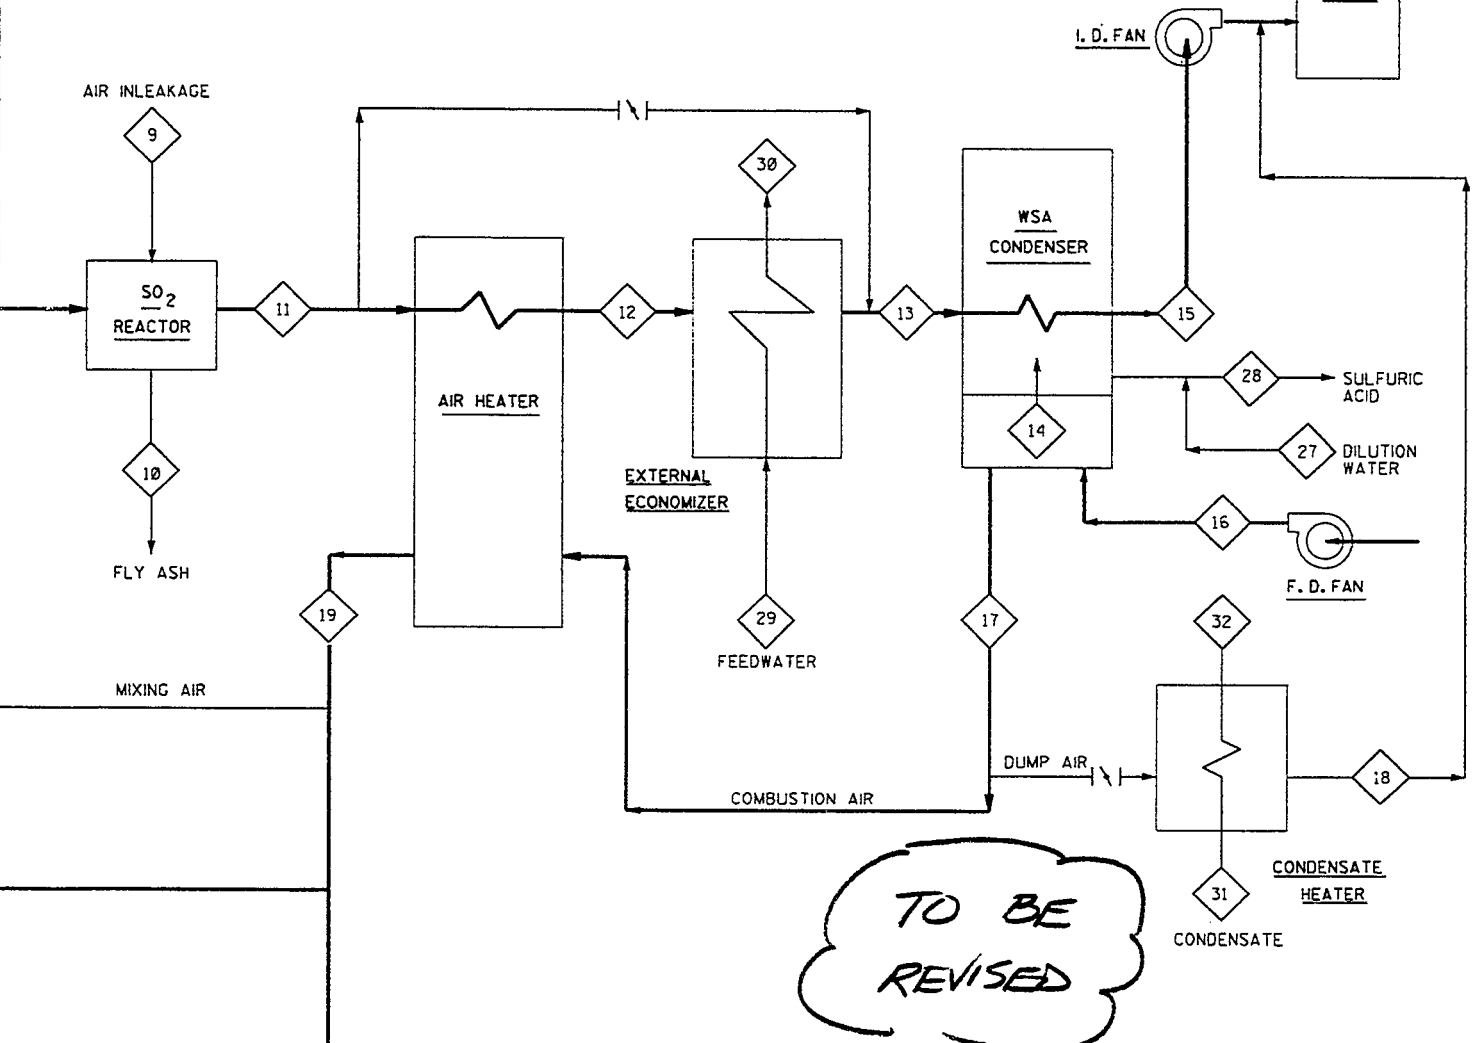 I. D. FAN
AIR INLEAKAGE
9
30
WSA
CONDENSER
SO2
REACTOR
11
12
13
15
28
SULFURIC
ACID
AIR HEATER
14
27
DILUTION
WATER
10
EXTERNAL
ECONOMIZER
16
FLY ASH
F. D. FAN
19
29
17
32
FEEDWATER
MIXING AIR
DUMP AIR
18
COMBUSTION AIR
CONDENSATE
HEATER
31
CONDENSATE
TO BE
REVISED